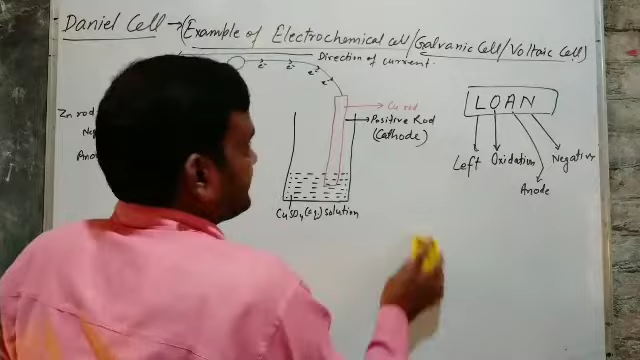 Daniel Cell → (Example of Electrochemical cell/Galvanic Cell/Voltaic Cell)
Direction of current.
e⁻ e⁻ e⁻ e⁻
Zn rod
Cu rod
Positive Rod
(Cathode)
CuSO₄(aq.) solution
LOAN
Left
Oxidation
Anode
Negative